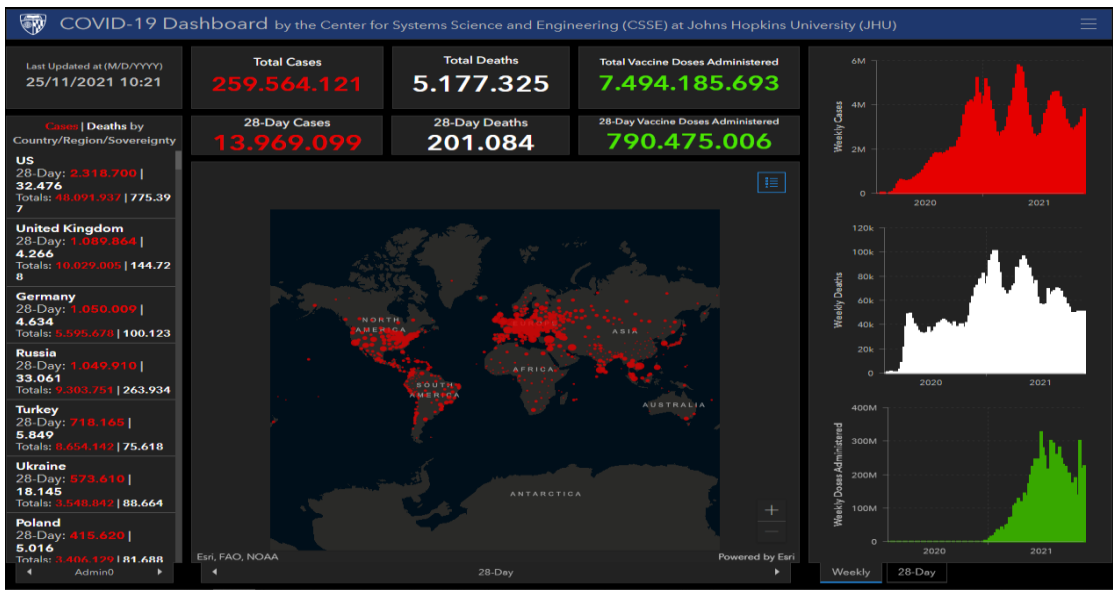 COVID-19 Dashboard by the Center for Systems Science and Engineering (CSSE) at Johns Hopkins University (JHU)
Last Updated at (M/D/YYYY)
25/11/2021 10:21
Total Cases
259.564.121
Total Deaths
5.177.325
Total Vaccine Doses Administered
7.494.185.693
28-Day Cases
13.969.099
28-Day Deaths
201.084
28-Day Vaccine Doses Administered
790.475.006
Cases | Deaths by
Country/Region/Sovereignty
US
28-Day: 2.318.700 |
32.476
Totals: 48.091.937 | 775.39
7
United Kingdom
28-Day: 1.089.864 |
4.266
Totals: 10.029.005 | 144.72
8
Germany
28-Day: 1.050.009 |
4.634
Totals: 5.595.678 | 100.123
Russia
28-Day: 1.049.910 |
33.061
Totals: 9.303.751 | 263.934
Turkey
28-Day: 718.165 |
5.849
Totals: 8.654.142 | 75.618
Ukraine
28-Day: 573.610 |
18.145
Totals: 3.548.842 | 88.664
Poland
28-Day: 415.620 |
5.016
Totals: 3.406.129 | 81.688
Admin0
NORTH
AMERICA
EUROPE
ASIA
AFRICA
SOUTH
AMERICA
AUSTRALIA
ANTARCTICA
+
Esri, FAO, NOAA
Powered by Esri
28-Day
Weekly Cases
6M
4M
2M
0
2020
2021
Weekly Deaths
120k
100k
80k
60k
40k
20k
0
2020
2021
Weekly Doses Administered
400M
300M
200M
100M
0
2020
2021
Weekly
28-Day